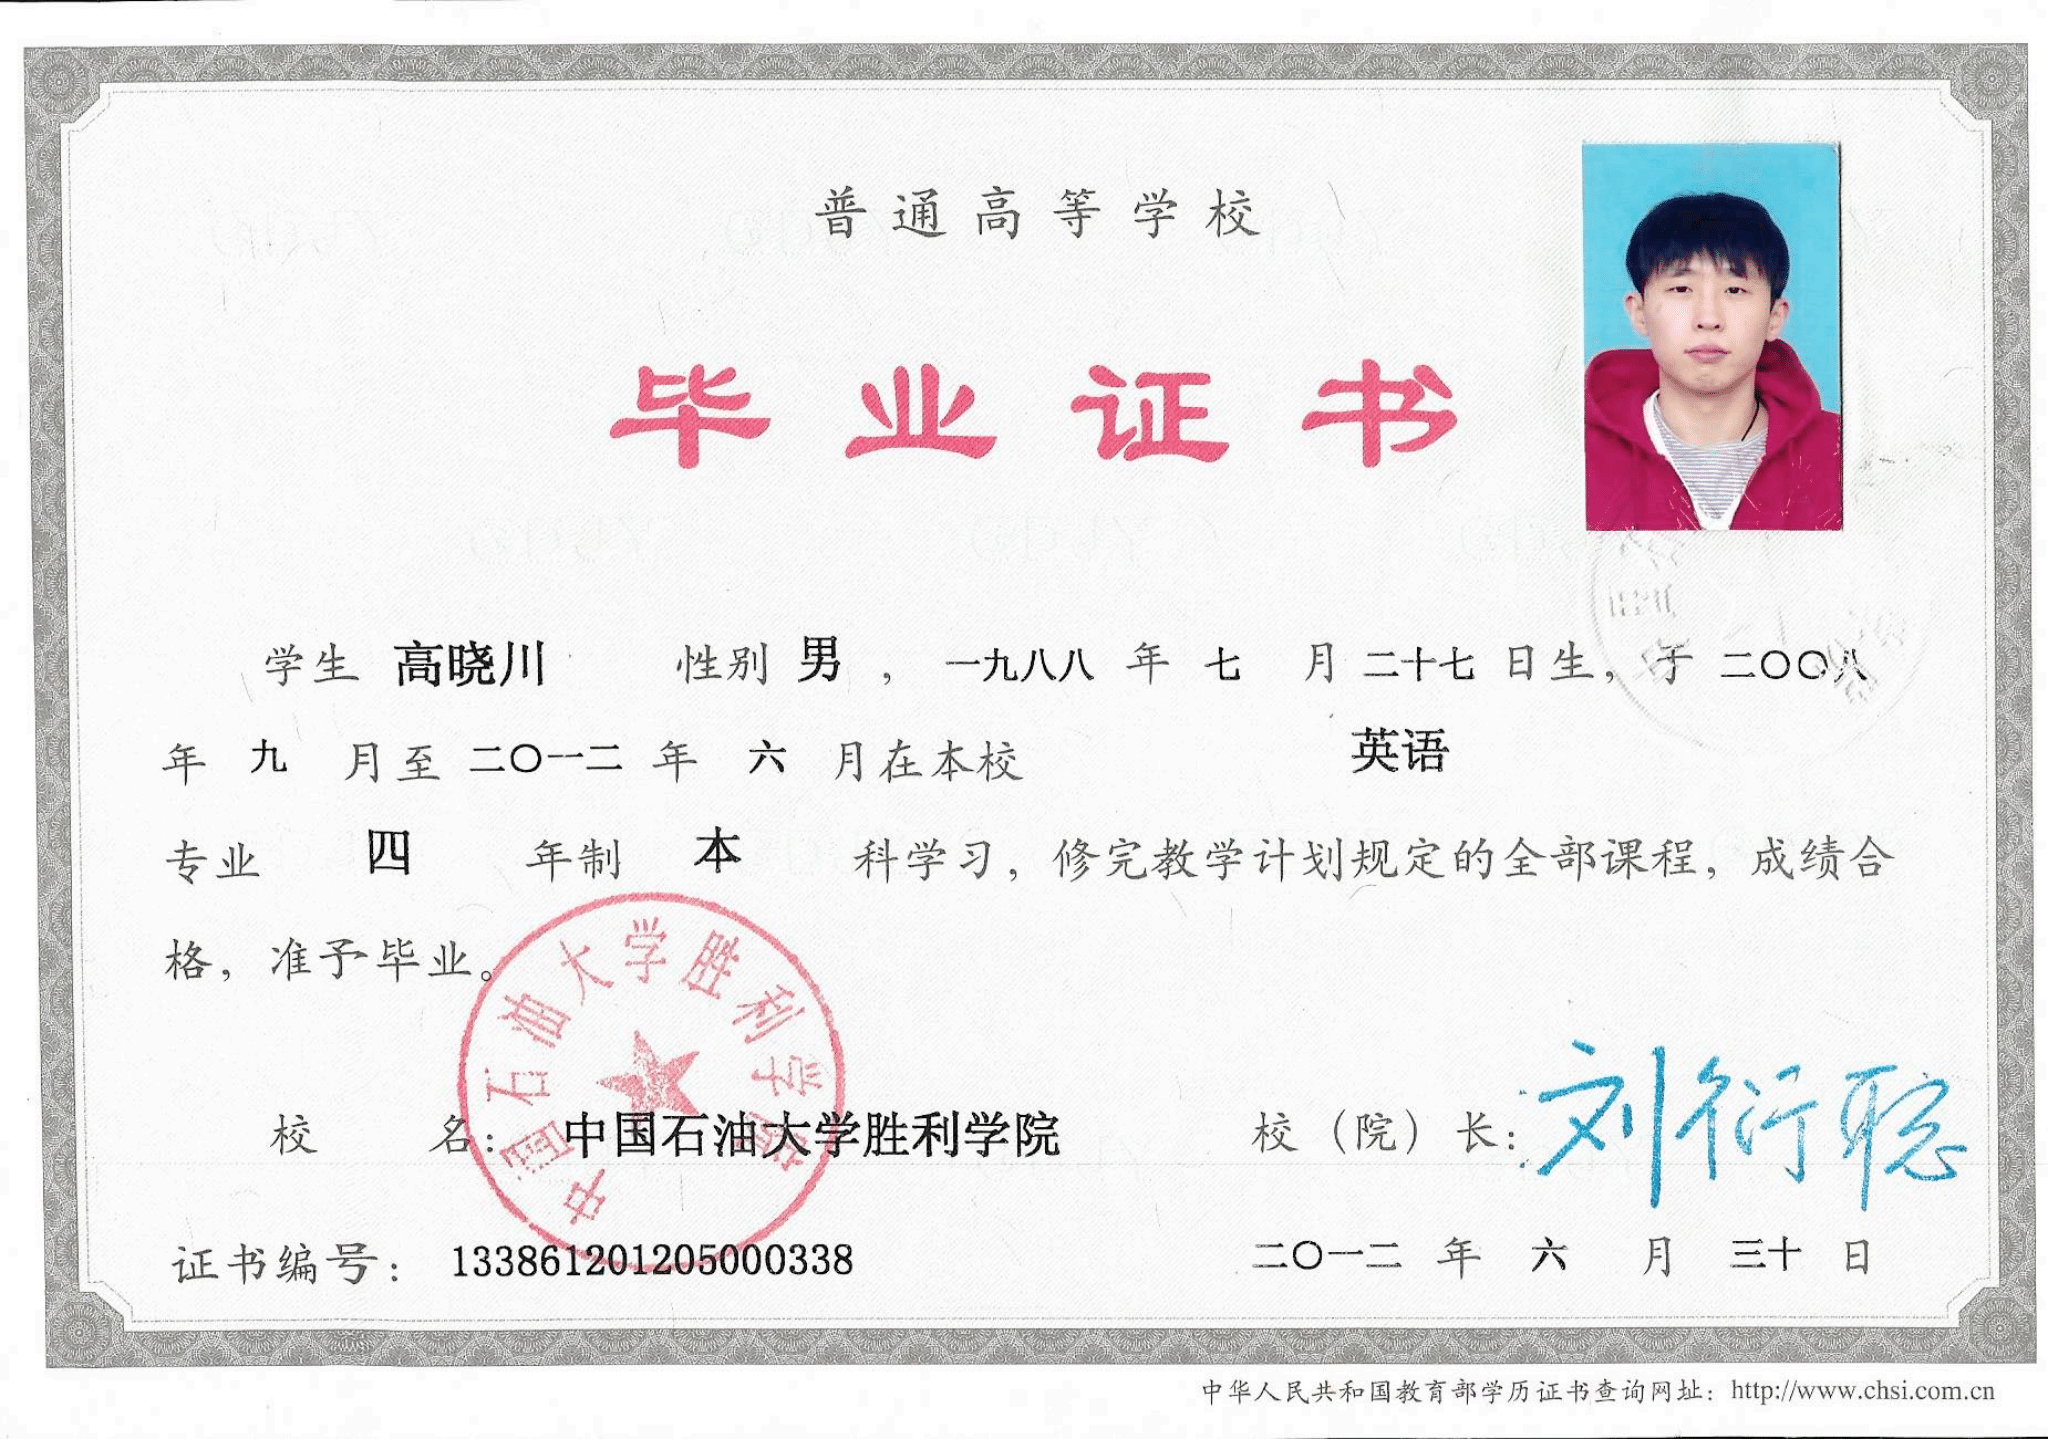 普通高等学校
毕业证书
学生 高晓川 性别 男 , 一九八八 年 七 月 二十七 日生, 于 二〇〇八
年 九 月至 二〇一二 年 六 月在本校 英语
专业 四 年制 本 科学习, 修完教学计划规定的全部课程, 成绩合
格, 准予毕业。
中国石油大学胜利学院
校 名: 中国石油大学胜利学院 校（院）长: 刘衍聪
证书编号: 133861201205000338 二〇一二 年 六 月 三十 日
中华人民共和国教育部学历证书查询网址: http://www.chsi.com.cn